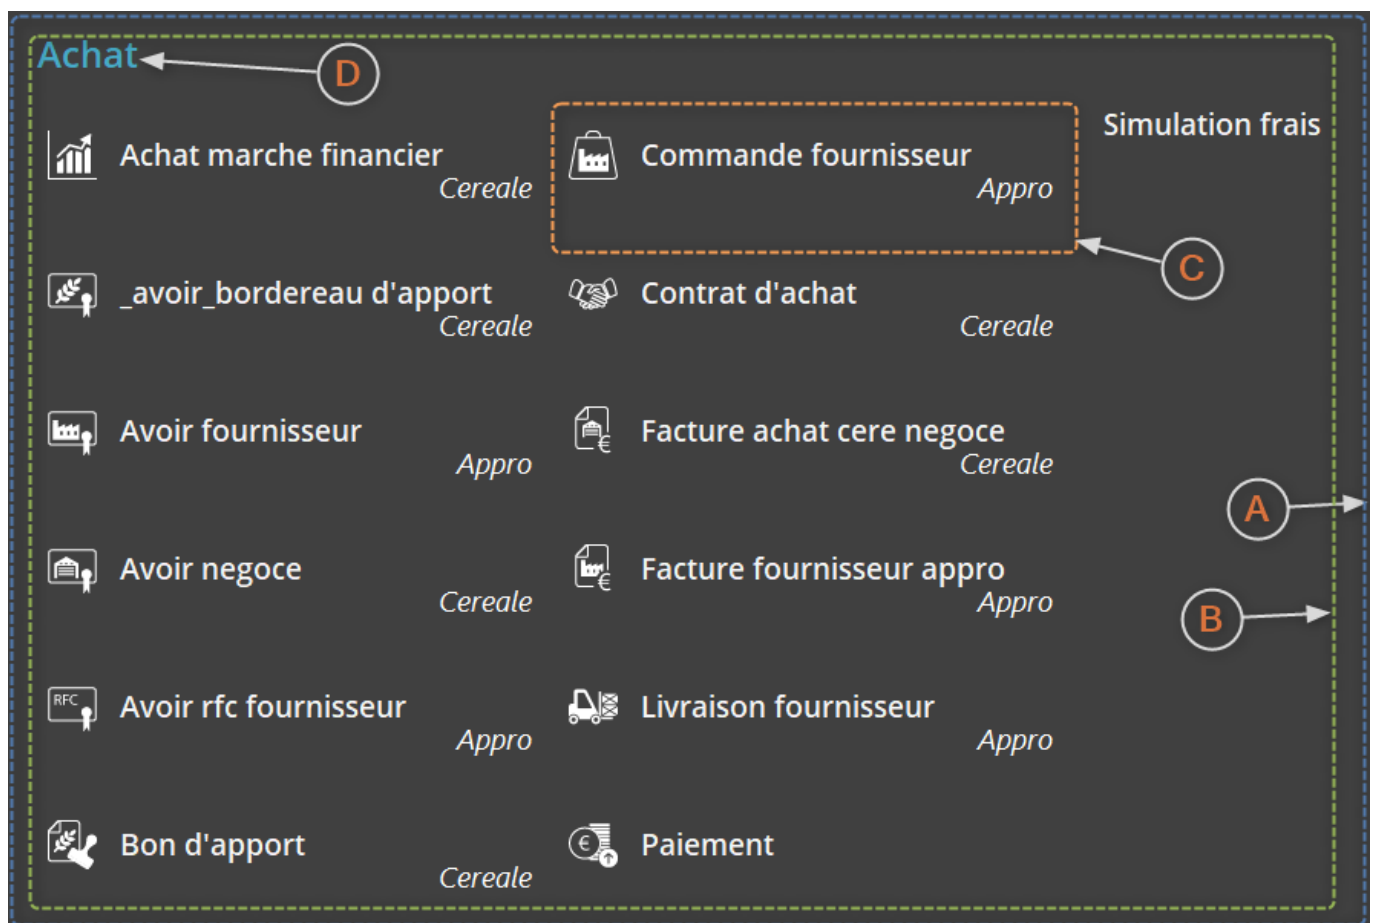 Achat
D
Achat marche financier
Cereale
Commande fournisseur
Appro
Simulation frais
C
_avoir_bordereau d'apport
Cereale
Contrat d'achat
Cereale
Avoir fournisseur
Appro
Facture achat cere negoce
Cereale
A
Avoir negoce
Cereale
Facture fournisseur appro
Appro
B
RFC
Avoir rfc fournisseur
Appro
Livraison fournisseur
Appro
Bon d'apport
Cereale
€
Paiement